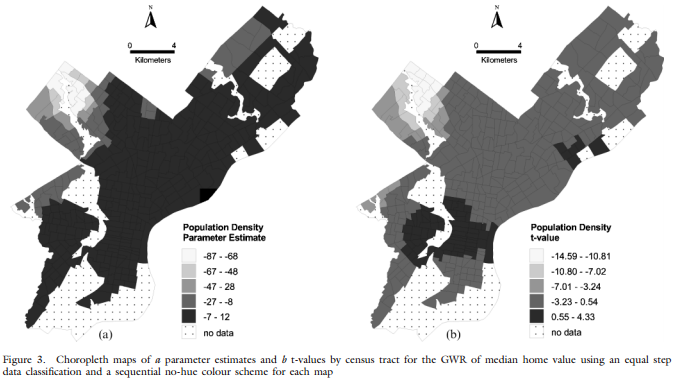 N
0 4
Kilometers
Population Density
Parameter Estimate
-87 - -68
-67 - -48
-47 - 28
-27 - -8
-7 - 12
no data
(a)
N
0 4
Kilometers
Population Density
t-value
-14.59 - -10.81
-10.80 - -7.02
-7.01 - -3.24
-3.23 - 0.54
0.55 - 4.33
no data
(b)
Figure 3. Choropleth maps of a parameter estimates and b t-values by census tract for the GWR of median home value using an equal step
data classification and a sequential no-hue colour scheme for each map